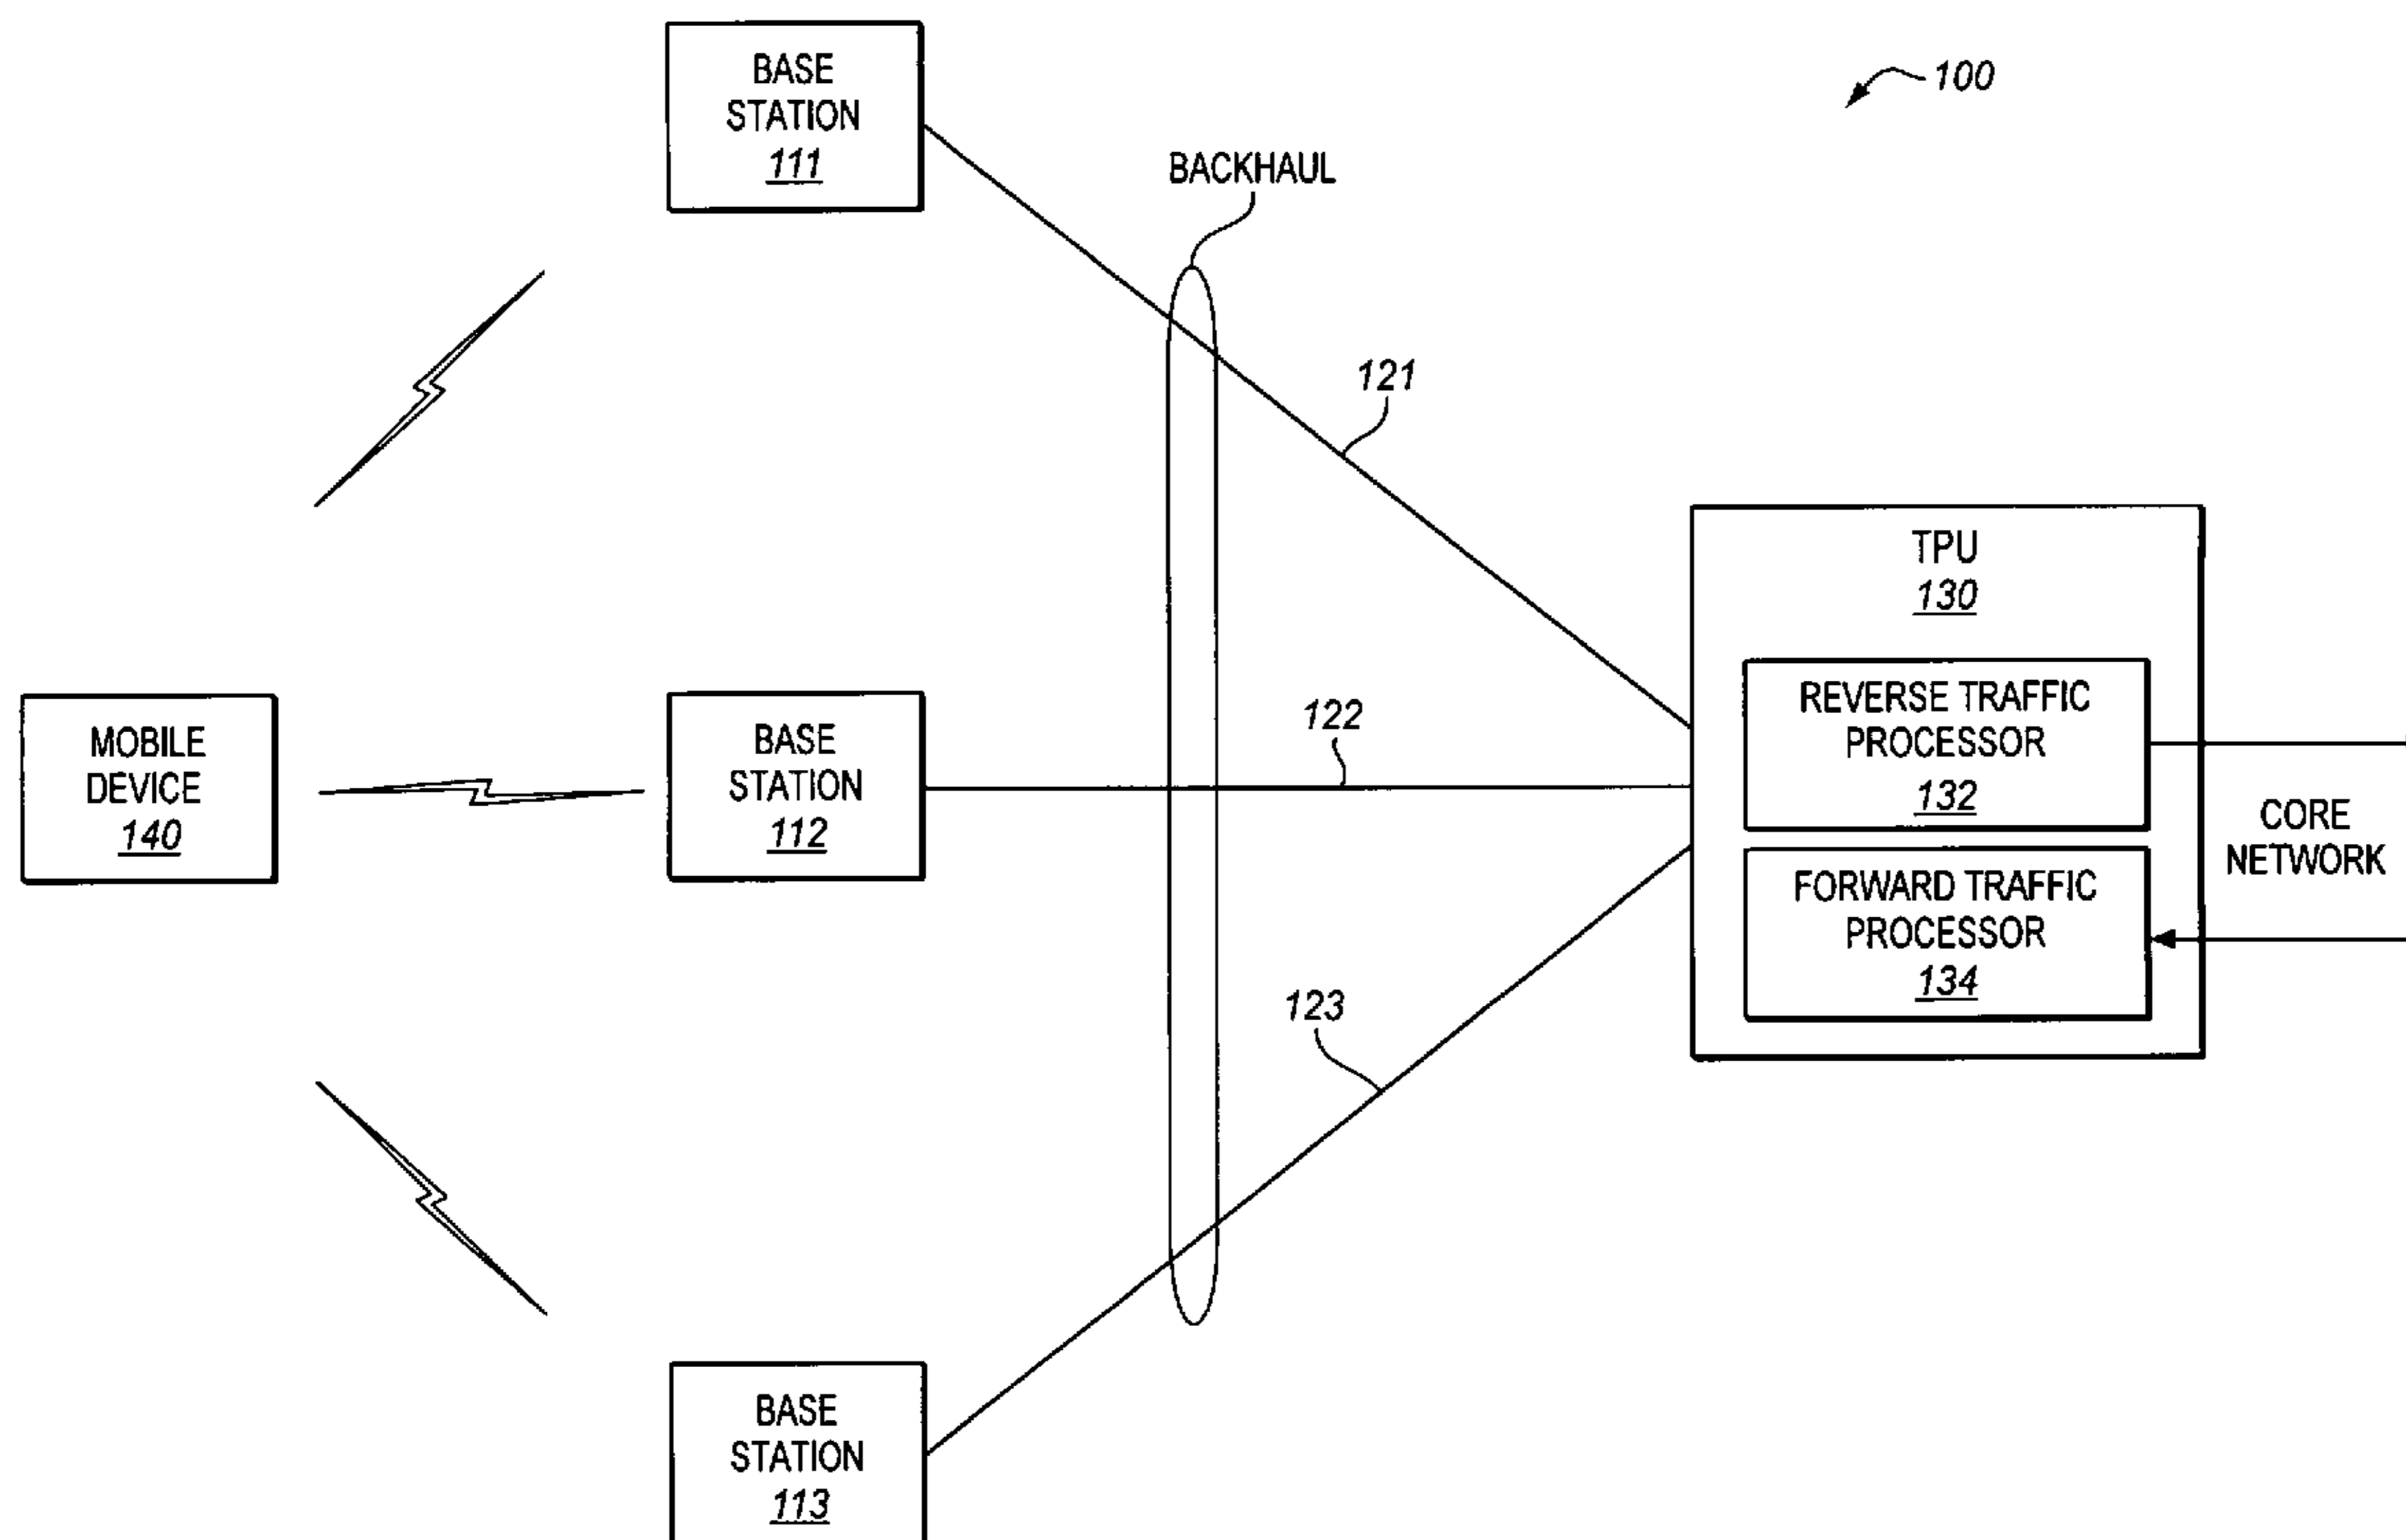 BASE
STATION
111
100
BACKHAUL
121
TPU
130
REVERSE TRAFFIC
PROCESSOR
132
122
MOBILE
DEVICE
140
BASE
STATION
112
CORE
NETWORK
FORWARD TRAFFIC
PROCESSOR
134
123
BASE
STATION
113